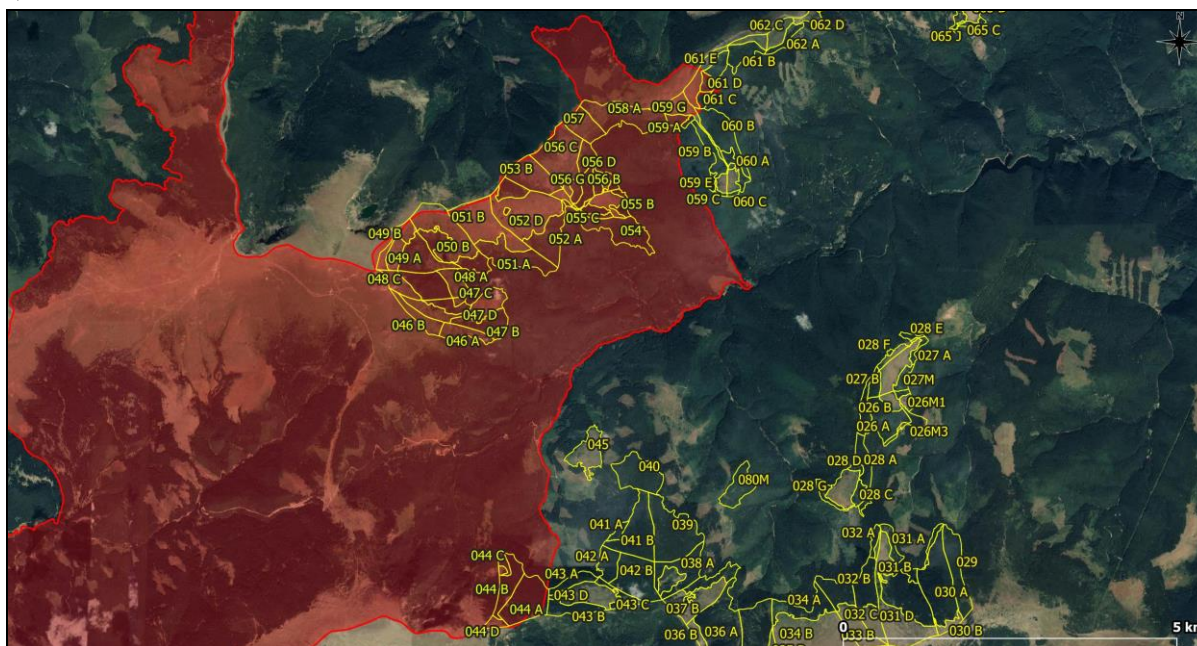 N
062 C
062 D
065 J
065 C
062 A
061 E
061 B
061 D
061 C
058 A
059 G
057
059 A
060 B
056 C
059 B
056 D
060 A
053 B
056 G
056 B
059 E
059 C
060 C
055 B
051 B
055 C
052 D
054
049 B
050 B
052 A
049 A
051 A
048 A
048 C
047 C
047 D
046 B
047 B
046 A
028 E
028 F
027 A
027 B
027M
026M1
026 B
026 A
026M3
045
040
028 D
028 A
080M
028 G
028 C
041 A
039
032 A
031 A
041 B
044 C
042 A
038 A
029
043 A
042 B
031 B
032 B
044 B
043 D
030 A
034 A
043 C
037 B
044 A
043 B
032 C
031 D
044 D
036 B
036 A
034 B
033 B
030 B
0
5 km